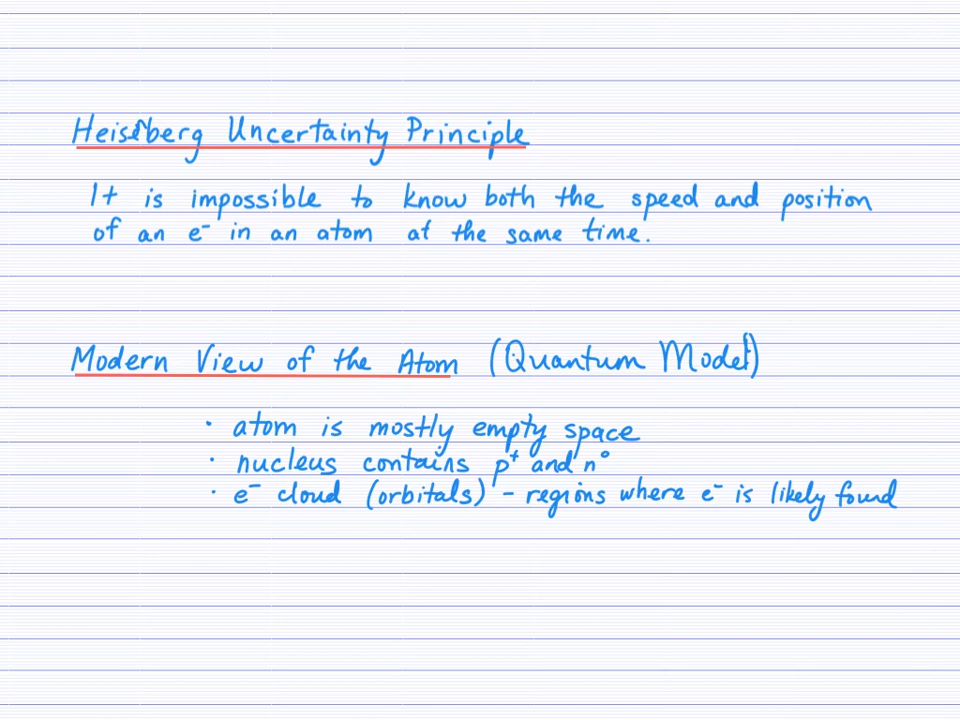 Heisenberg Uncertainty Principle
It is impossible to know both the speed and position
of an e⁻ in an atom at the same time.
Modern View of the Atom (Quantum Model)
· atom is mostly empty space
· nucleus contains p⁺ and n°
· e⁻ cloud (orbitals) - regions where e⁻ is likely found